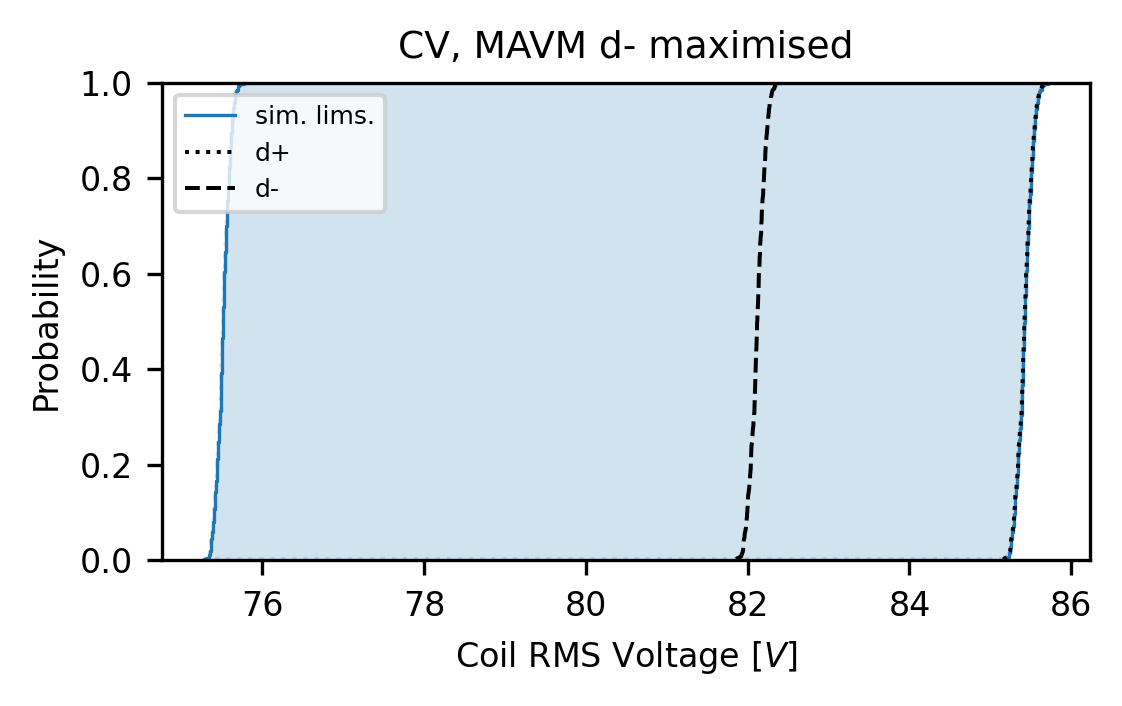 CV, MAVM d- maximised
1.0
0.8
0.6
0.4
0.2
0.0
Probability
sim. lims.
d+
d-
76 78 80 82 84 86
Coil RMS Voltage [V]